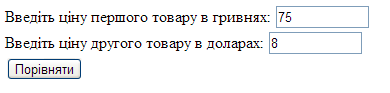 Введіть ціну першого товару в гривнях: 75
Введіть ціну другого товару в доларах: 8
Порівняти